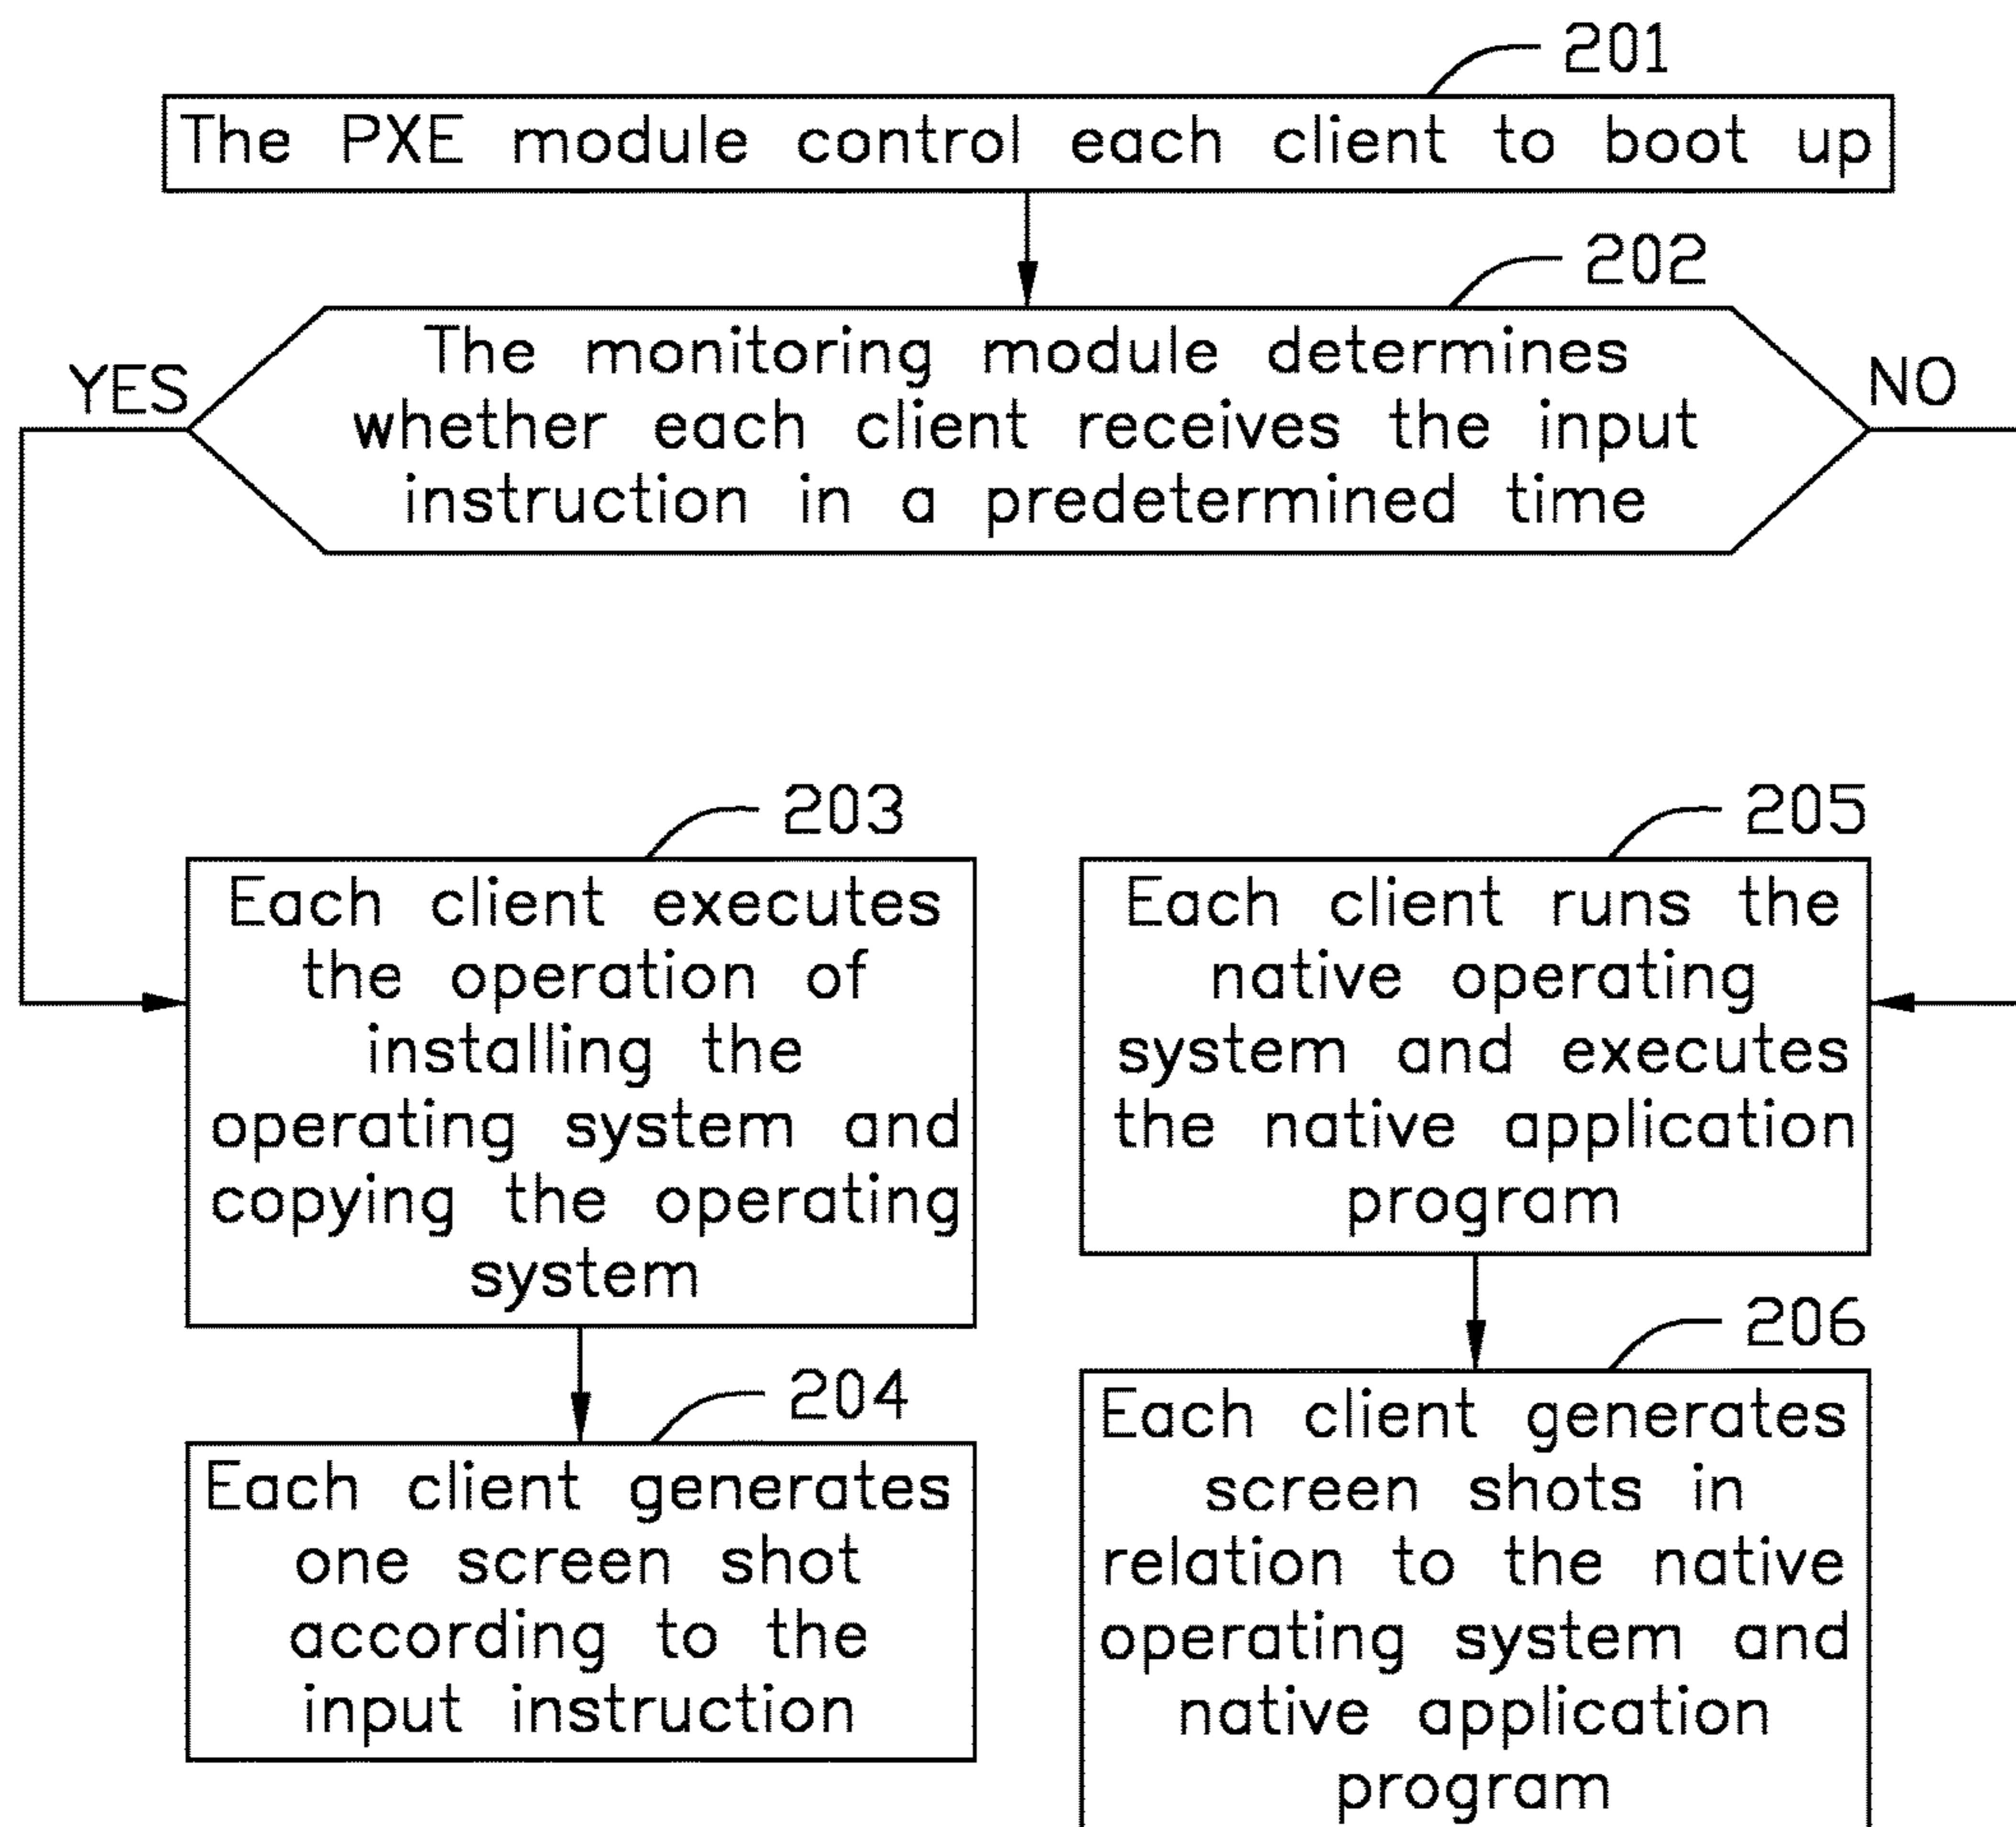 201
The PXE module control each client to boot up
202
The monitoring module determines
whether each client receives the input
instruction in a predetermined time
YES
NO
203
Each client executes
the operation of
installing the
operating system and
copying the operating
system
204
Each client generates
one screen shot
according to the
input instruction
205
Each client runs the
native operating
system and executes
the native application
program
206
Each client generates
screen shots in
relation to the native
operating system and
native application
program